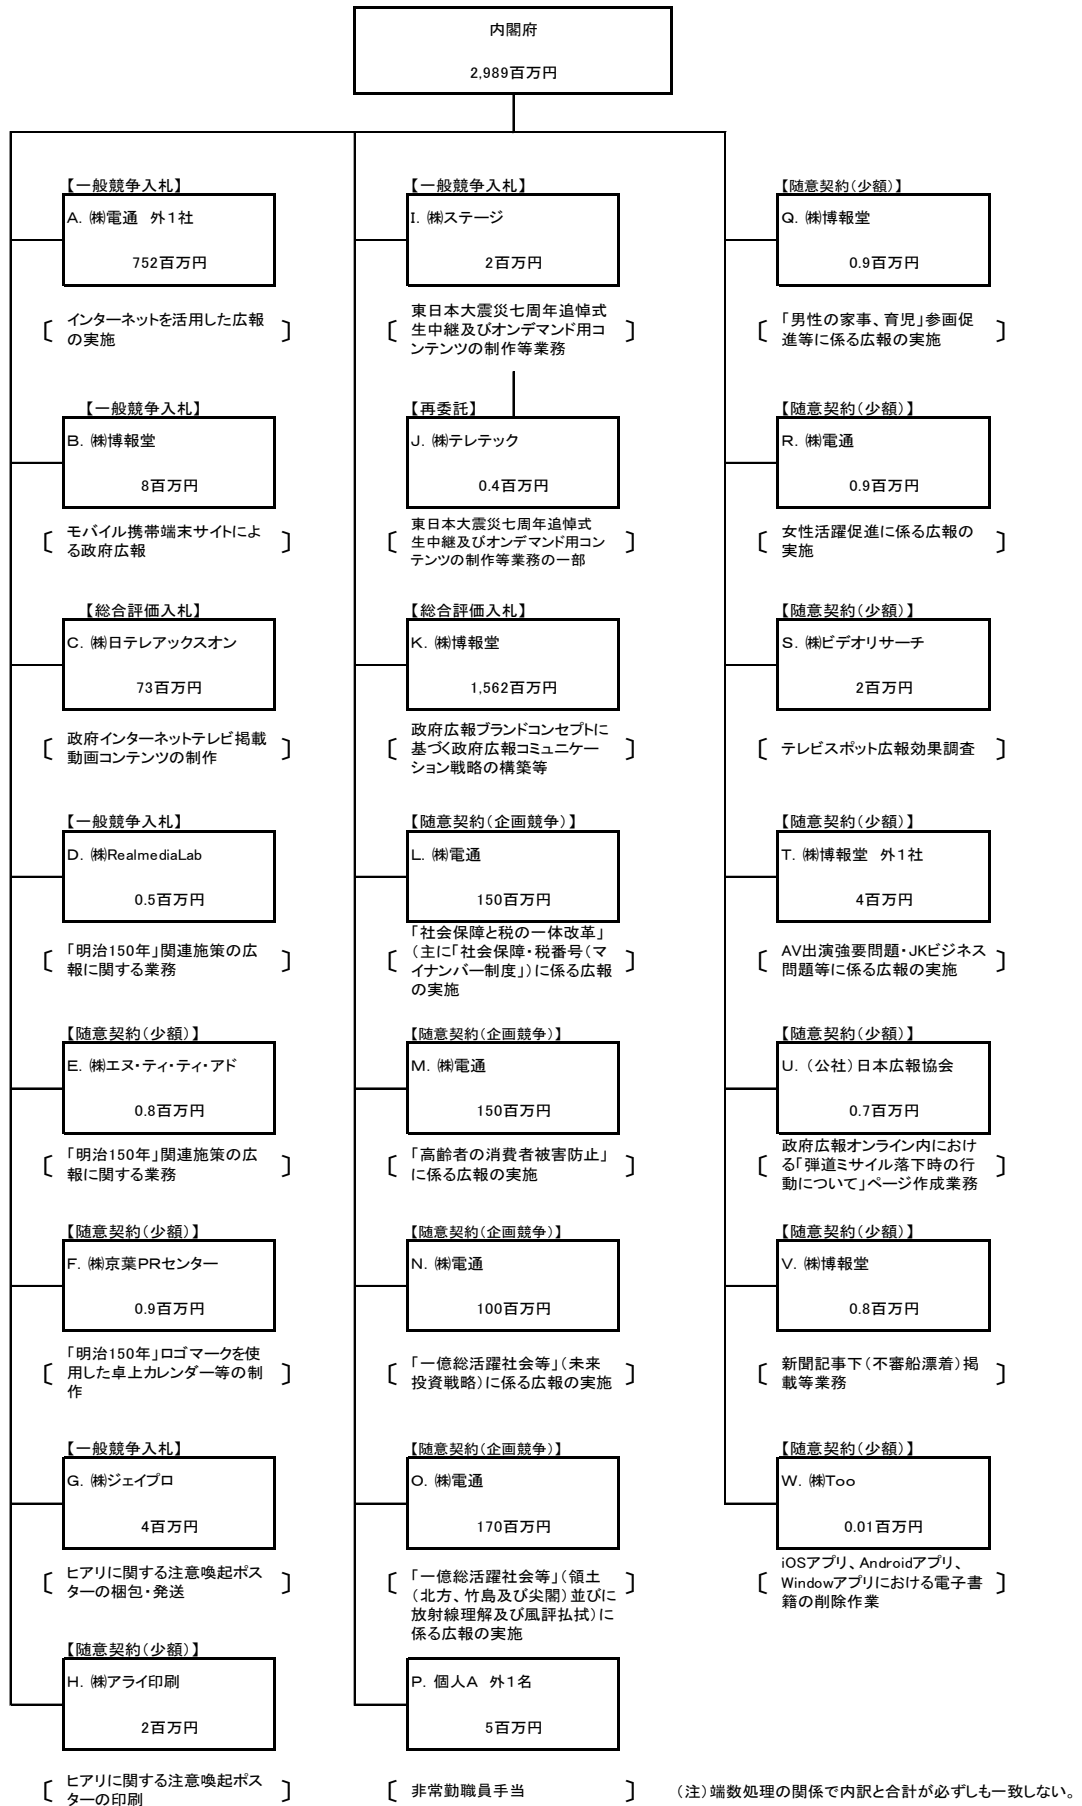 内閣府
2,989百万円
【一般競争入札】
A. ㈱電通 外1社
752百万円
〔 インターネットを活用した広報
の実施 〕
【一般競争入札】
B. ㈱博報堂
8百万円
〔 モバイル携帯端末サイトによ
る政府広報 〕
【総合評価入札】
C. ㈱日テレアックスオン
73百万円
〔 政府インターネットテレビ掲載
動画コンテンツの制作 〕
【一般競争入札】
D. ㈱RealmediaLab
0.5百万円
〔 「明治150年」関連施策の広
報に関する業務 〕
【随意契約(少額)】
E. ㈱エヌ・ティ・ティ・アド
0.8百万円
〔 「明治150年」関連施策の広
報に関する業務 〕
【随意契約(少額)】
F. ㈱京葉PRセンター
0.9百万円
〔 「明治150年」ロゴマークを使
用した卓上カレンダー等の制
作 〕
【一般競争入札】
G. ㈱ジェイプロ
4百万円
〔 ヒアリに関する注意喚起ポス
ターの梱包・発送 〕
【随意契約(少額)】
H. ㈱アライ印刷
2百万円
〔 ヒアリに関する注意喚起ポス
ターの印刷 〕
【一般競争入札】
I. ㈱ステージ
2百万円
〔 東日本大震災七周年追悼式
生中継及びオンデマンド用コ
ンテンツの制作等業務 〕
【再委託】
J. ㈱テレテック
0.4百万円
〔 東日本大震災七周年追悼式
生中継及びオンデマンド用コン
テンツの制作等業務の一部 〕
【総合評価入札】
K. ㈱博報堂
1,562百万円
〔 政府広報ブランドコンセプトに
基づく政府広報コミュニケー
ション戦略の構築等 〕
【随意契約(企画競争)】
L. ㈱電通
150百万円
〔 「社会保障と税の一体改革」
(主に「社会保障・税番号(マ
イナンバー制度」)に係る広報
の実施 〕
【随意契約(企画競争)】
M. ㈱電通
150百万円
〔 「高齢者の消費者被害防止」
に係る広報の実施 〕
【随意契約(企画競争)】
N. ㈱電通
100百万円
〔 「一億総活躍社会等」(未来
投資戦略)に係る広報の実施 〕
【随意契約(企画競争)】
O. ㈱電通
170百万円
〔 「一億総活躍社会等」(領土
(北方、竹島及び尖閣)並びに
放射線理解及び風評払拭)に
係る広報の実施 〕
P. 個人A 外1名
5百万円
〔 非常勤職員手当 〕
【随意契約(少額)】
Q. ㈱博報堂
0.9百万円
〔 「男性の家事、育児」参画促
進等に係る広報の実施 〕
【随意契約(少額)】
R. ㈱電通
0.9百万円
〔 女性活躍促進に係る広報の
実施 〕
【随意契約(少額)】
S. ㈱ビデオリサーチ
2百万円
〔 テレビスポット広報効果調査 〕
【随意契約(少額)】
T. ㈱博報堂 外1社
4百万円
〔 AV出演強要問題・JKビジネス
問題等に係る広報の実施 〕
【随意契約(少額)】
U. (公社)日本広報協会
0.7百万円
〔 政府広報オンライン内におけ
る「弾道ミサイル落下時の行
動について」ページ作成業務 〕
【随意契約(少額)】
V. ㈱博報堂
0.8百万円
〔 新聞記事下(不審船漂着)掲
載等業務 〕
【随意契約(少額)】
W. ㈱Too
0.01百万円
〔 iOSアプリ、Androidアプリ、
Windowアプリにおける電子書
籍の削除作業 〕
(注)端数処理の関係で内訳と合計が必ずしも一致しない。